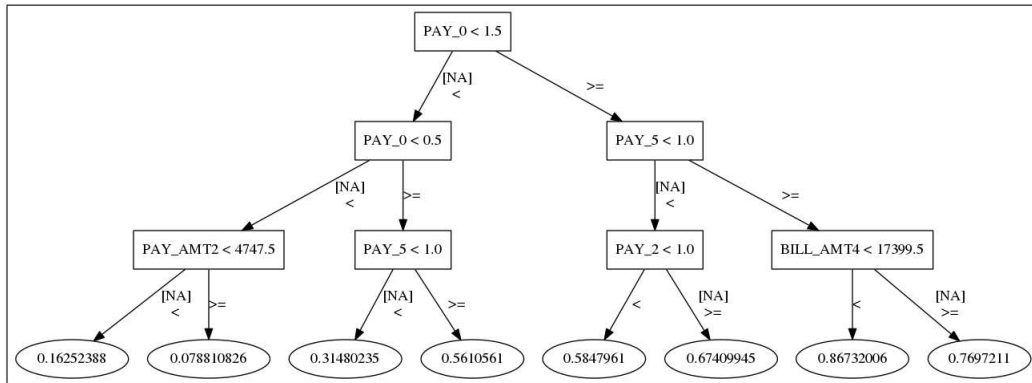 PAY_0 < 1.5
[NA]
<
>=
PAY_0 < 0.5
PAY_5 < 1.0
[NA]
<
>=
[NA]
<
>=
PAY_AMT2 < 4747.5
PAY_5 < 1.0
PAY_2 < 1.0
BILL_AMT4 < 17399.5
[NA]
<
>=
[NA]
<
>=
<
[NA]
>=
<
[NA]
>=
0.16252388
0.078810826
0.31480235
0.5610561
0.5847961
0.67409945
0.86732006
0.7697211